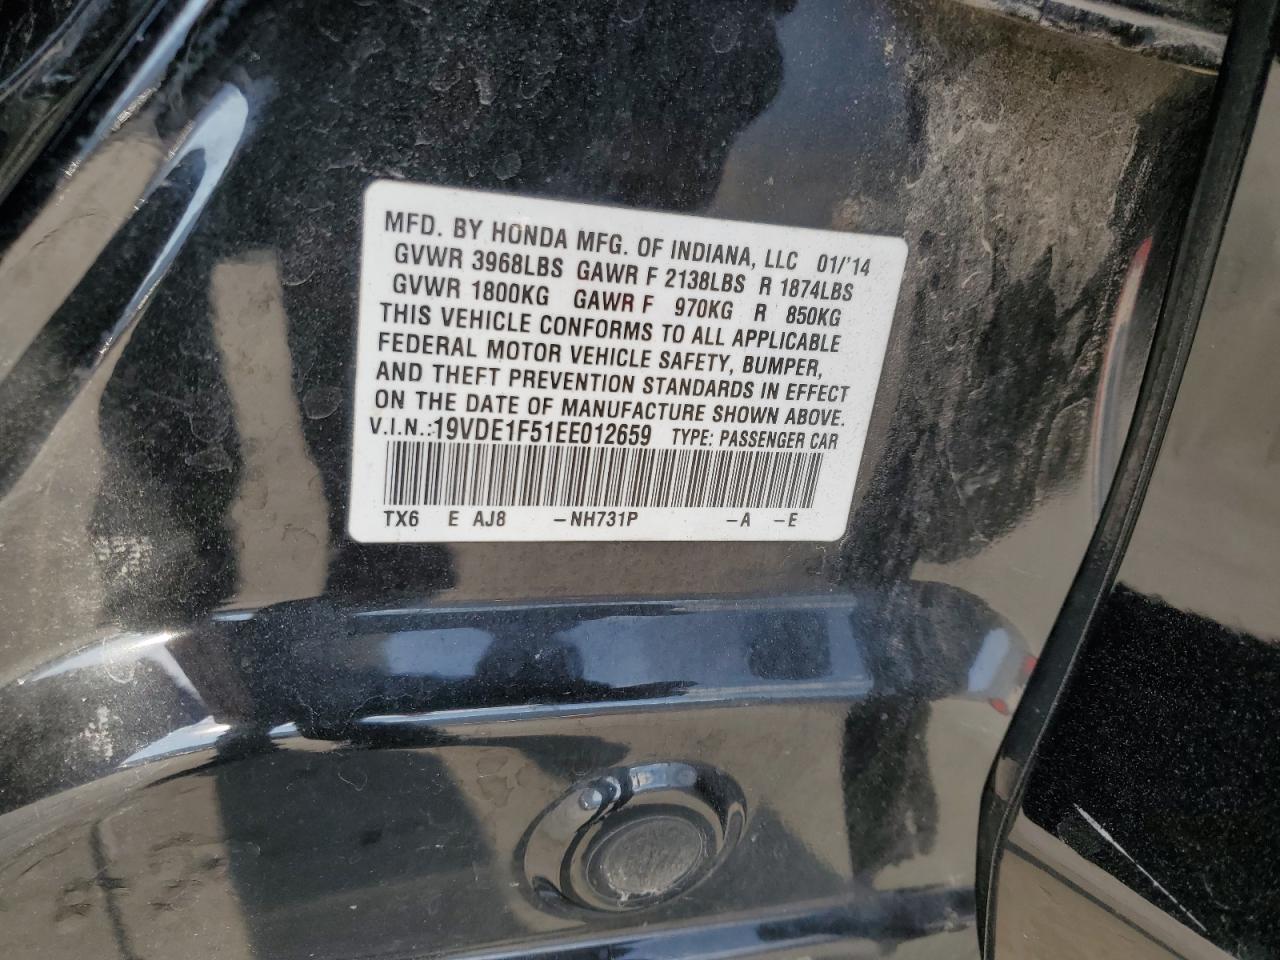 MFD. BY HONDA MFG. OF INDIANA, LLC 01/'14
GVWR 3968LBS GAWR F 2138LBS R 1874LBS
GVWR 1800KG GAWR F 970KG R 850KG
THIS VEHICLE CONFORMS TO ALL APPLICABLE
FEDERAL MOTOR VEHICLE SAFETY, BUMPER,
AND THEFT PREVENTION STANDARDS IN EFFECT
ON THE DATE OF MANUFACTURE SHOWN ABOVE.
V.I.N.:19VDE1F51EE012659 TYPE: PASSENGER CAR
TX6 E AJ8 –NH731P –A –E